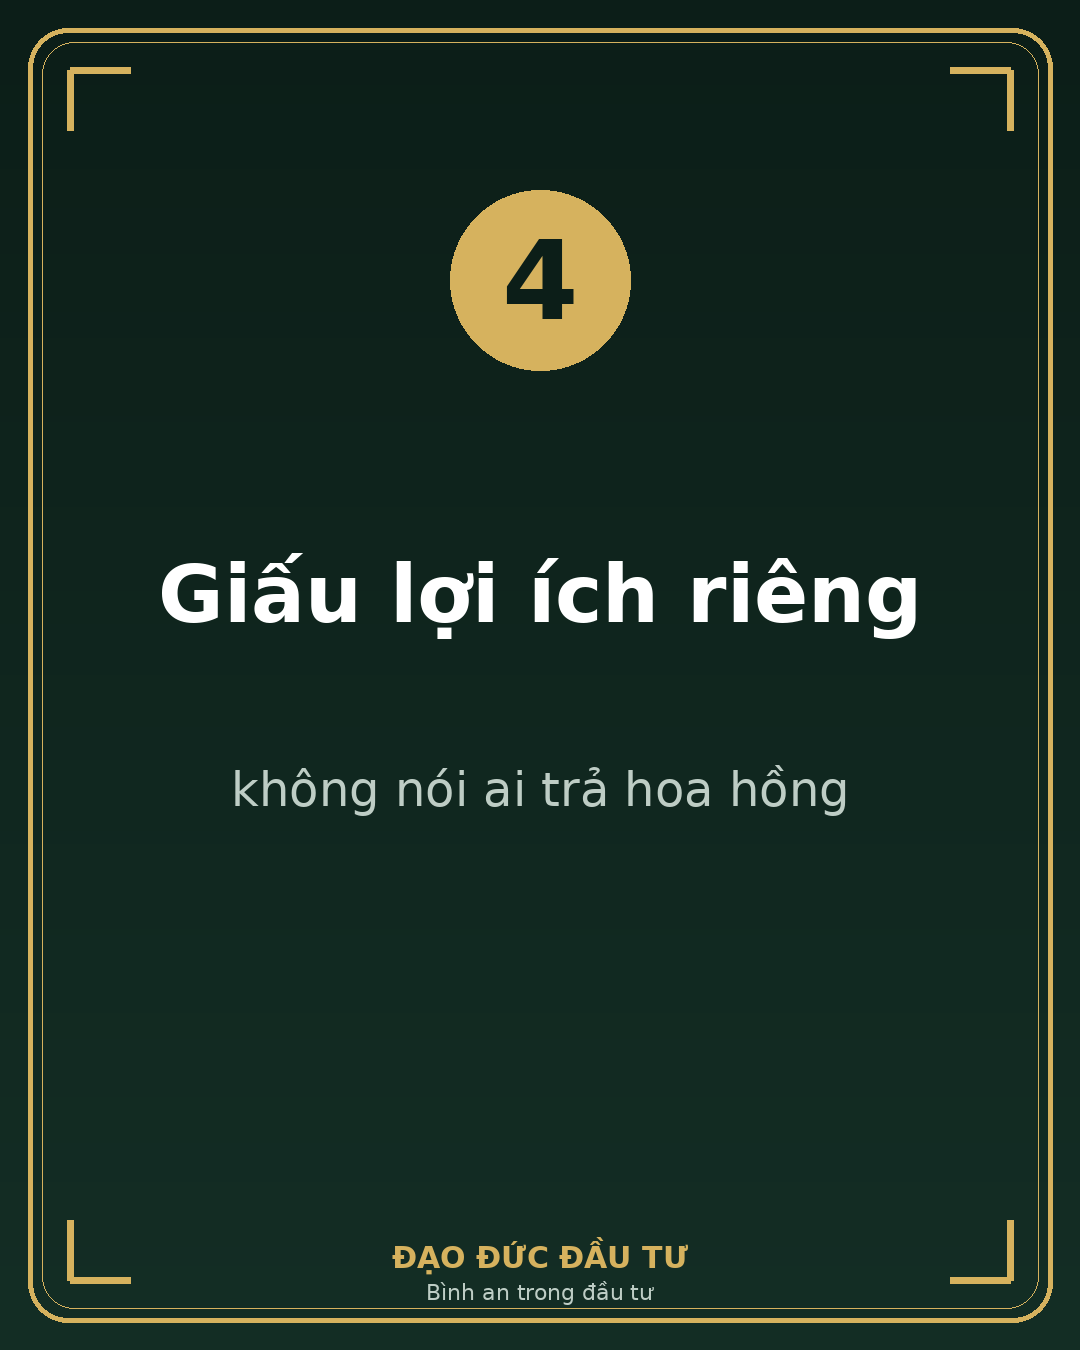 4
Giấu lợi ích riêng
không nói ai trả hoa hồng
ĐẠO ĐỨC ĐẦU TƯ
Bình an trong đầu tư